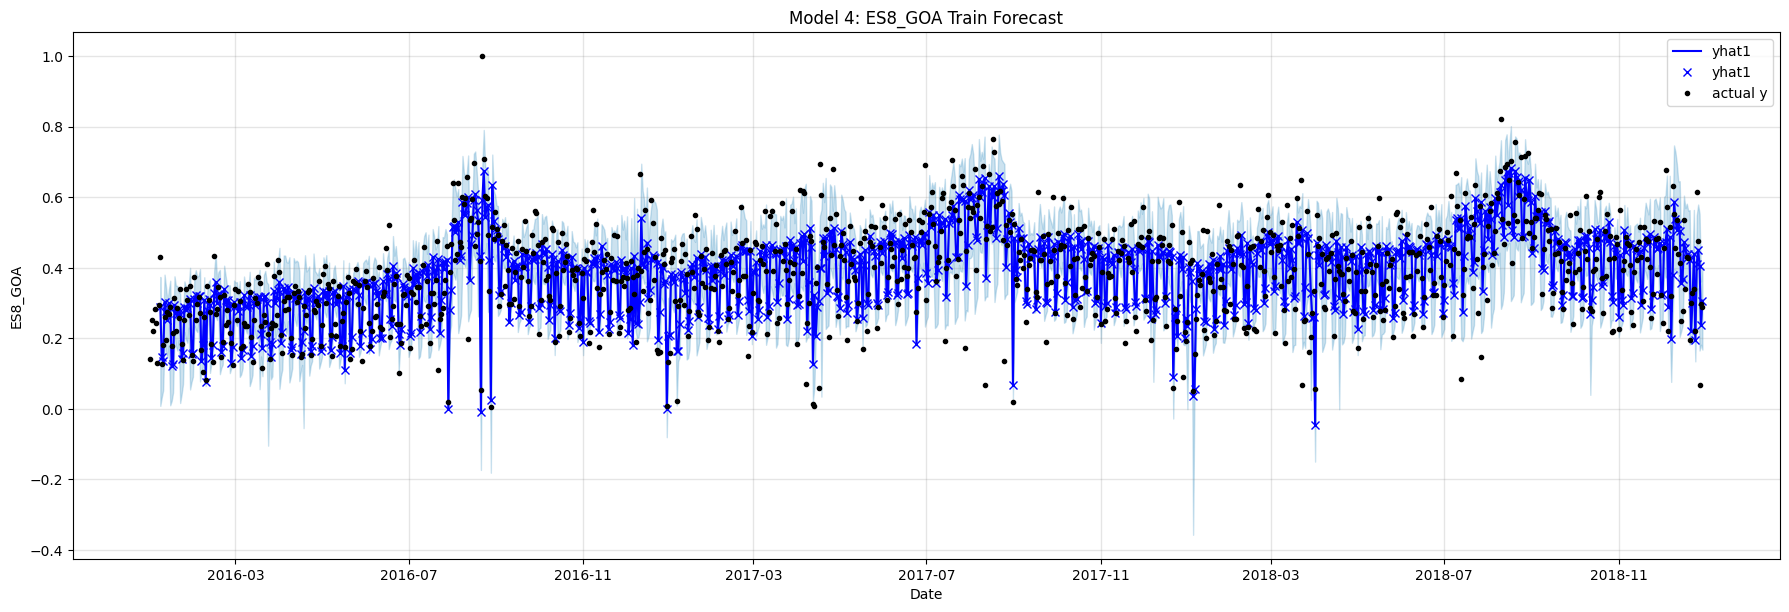 Model 4: ES8_GOA Train Forecast
yhat1
yhat1
actual y
1.0
0.8
0.6
0.4
0.2
0.0
−0.2
−0.4
ES8_GOA
2016-03
2016-07
2016-11
2017-03
2017-07
2017-11
2018-03
2018-07
2018-11
Date